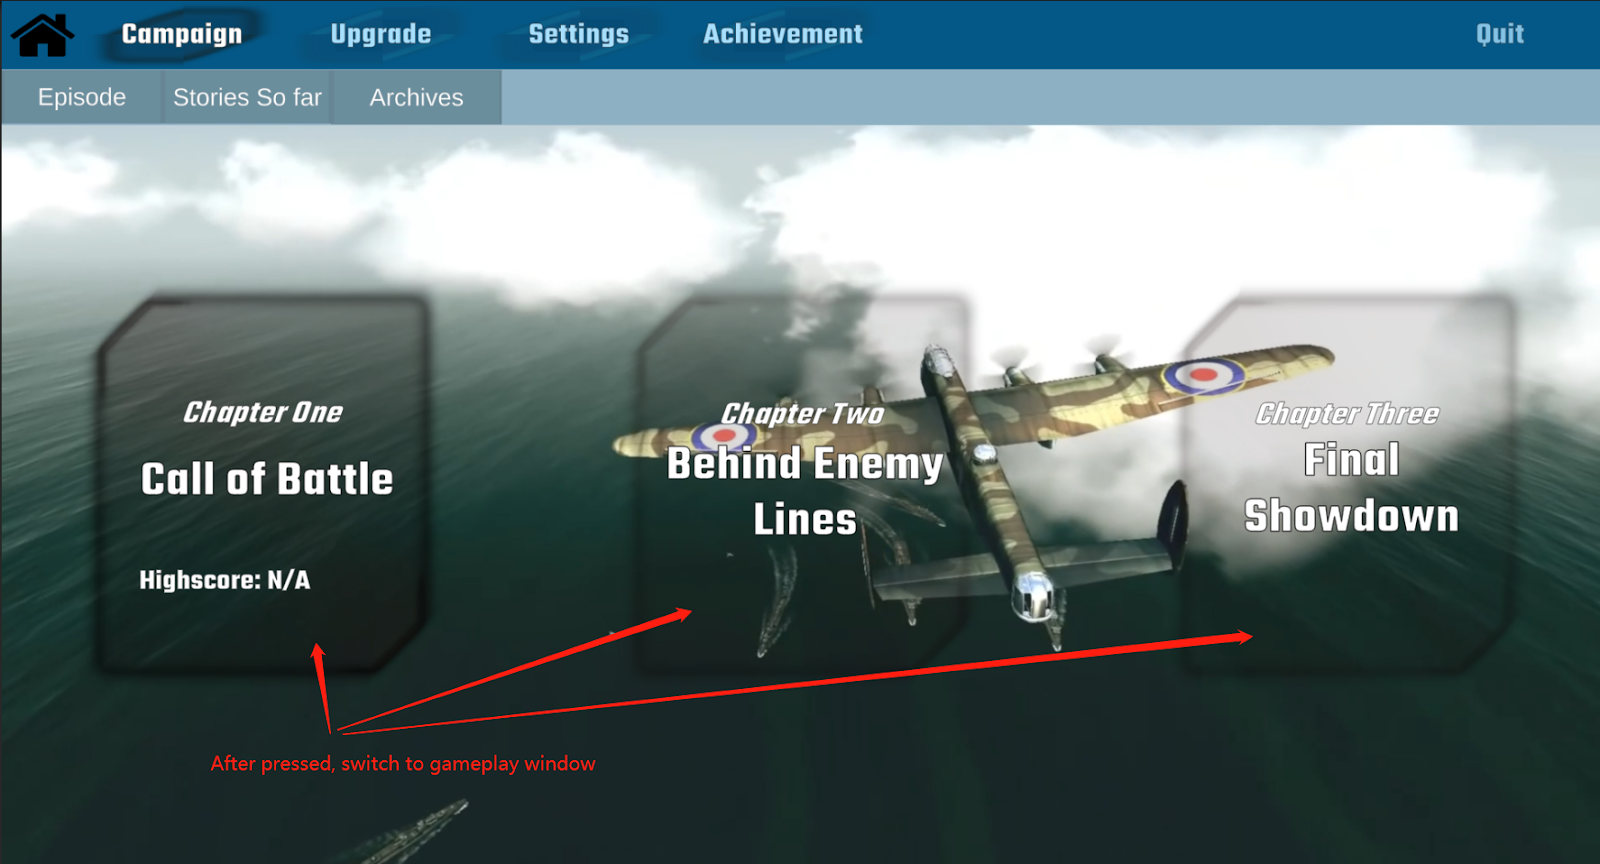 Campaign
Upgrade
Settings
Achievement
Quit
Episode
Stories So far
Archives
Chapter One
Call of Battle
Highscore: N/A
Chapter Two
Behind Enemy
Lines
Chapter Three
Final
Showdown
After pressed, switch to gameplay window